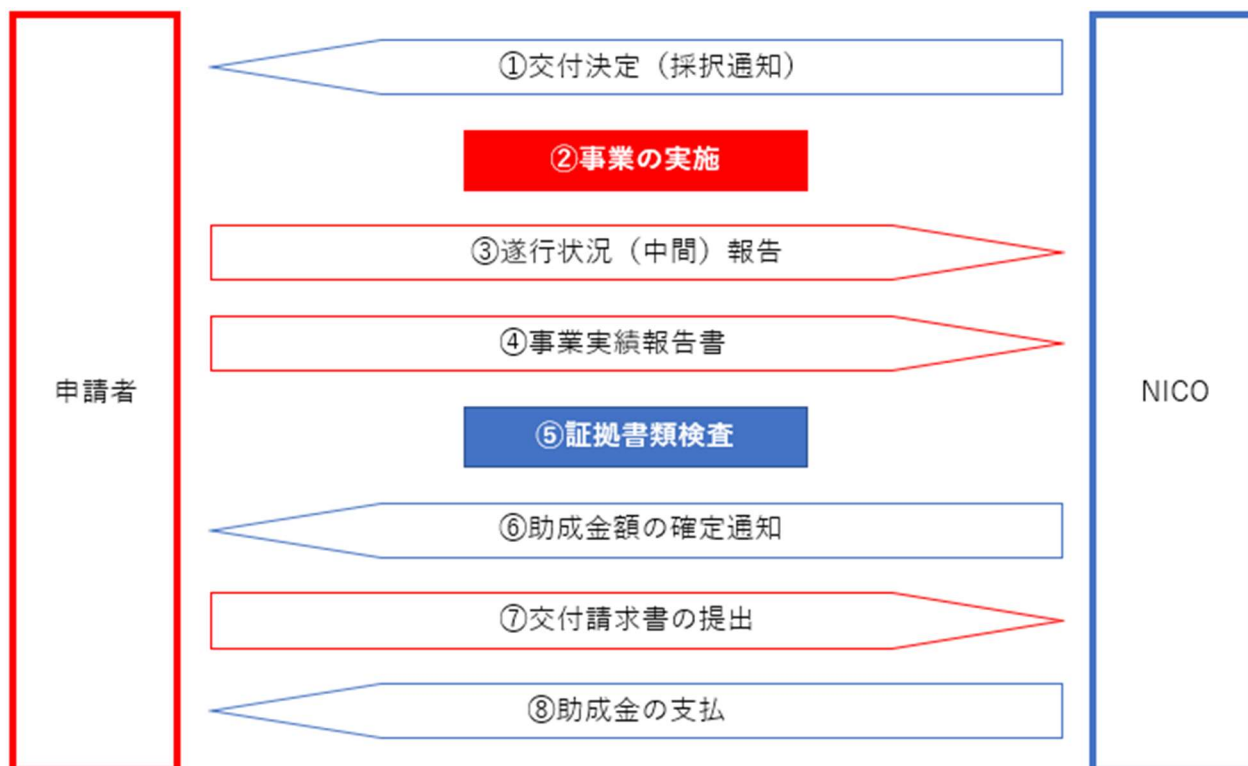 ①交付決定（採択通知）
②事業の実施
③遂行状況（中間）報告
④事業実績報告書
申請者
NICO
⑤証拠書類検査
⑥助成金額の確定通知
⑦交付請求書の提出
⑧助成金の支払